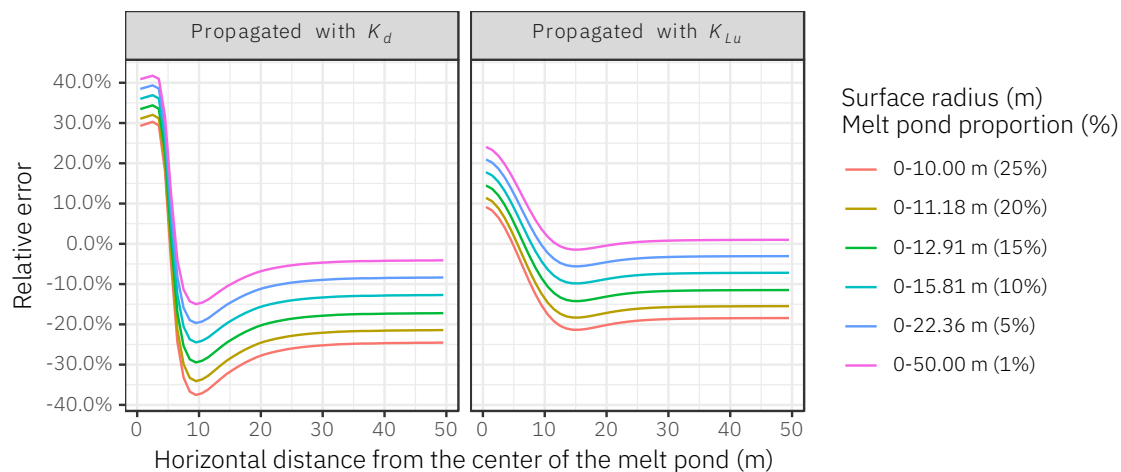 Propagated with K_d
Propagated with K_Lu
40.0%
30.0%
20.0%
10.0%
0.0%
-10.0%
-20.0%
-30.0%
-40.0%
Relative error
0 10 20 30 40 50
0 10 20 30 40 50
Horizontal distance from the center of the melt pond (m)
Surface radius (m)
Melt pond proportion (%)
0-10.00 m (25%)
0-11.18 m (20%)
0-12.91 m (15%)
0-15.81 m (10%)
0-22.36 m (5%)
0-50.00 m (1%)